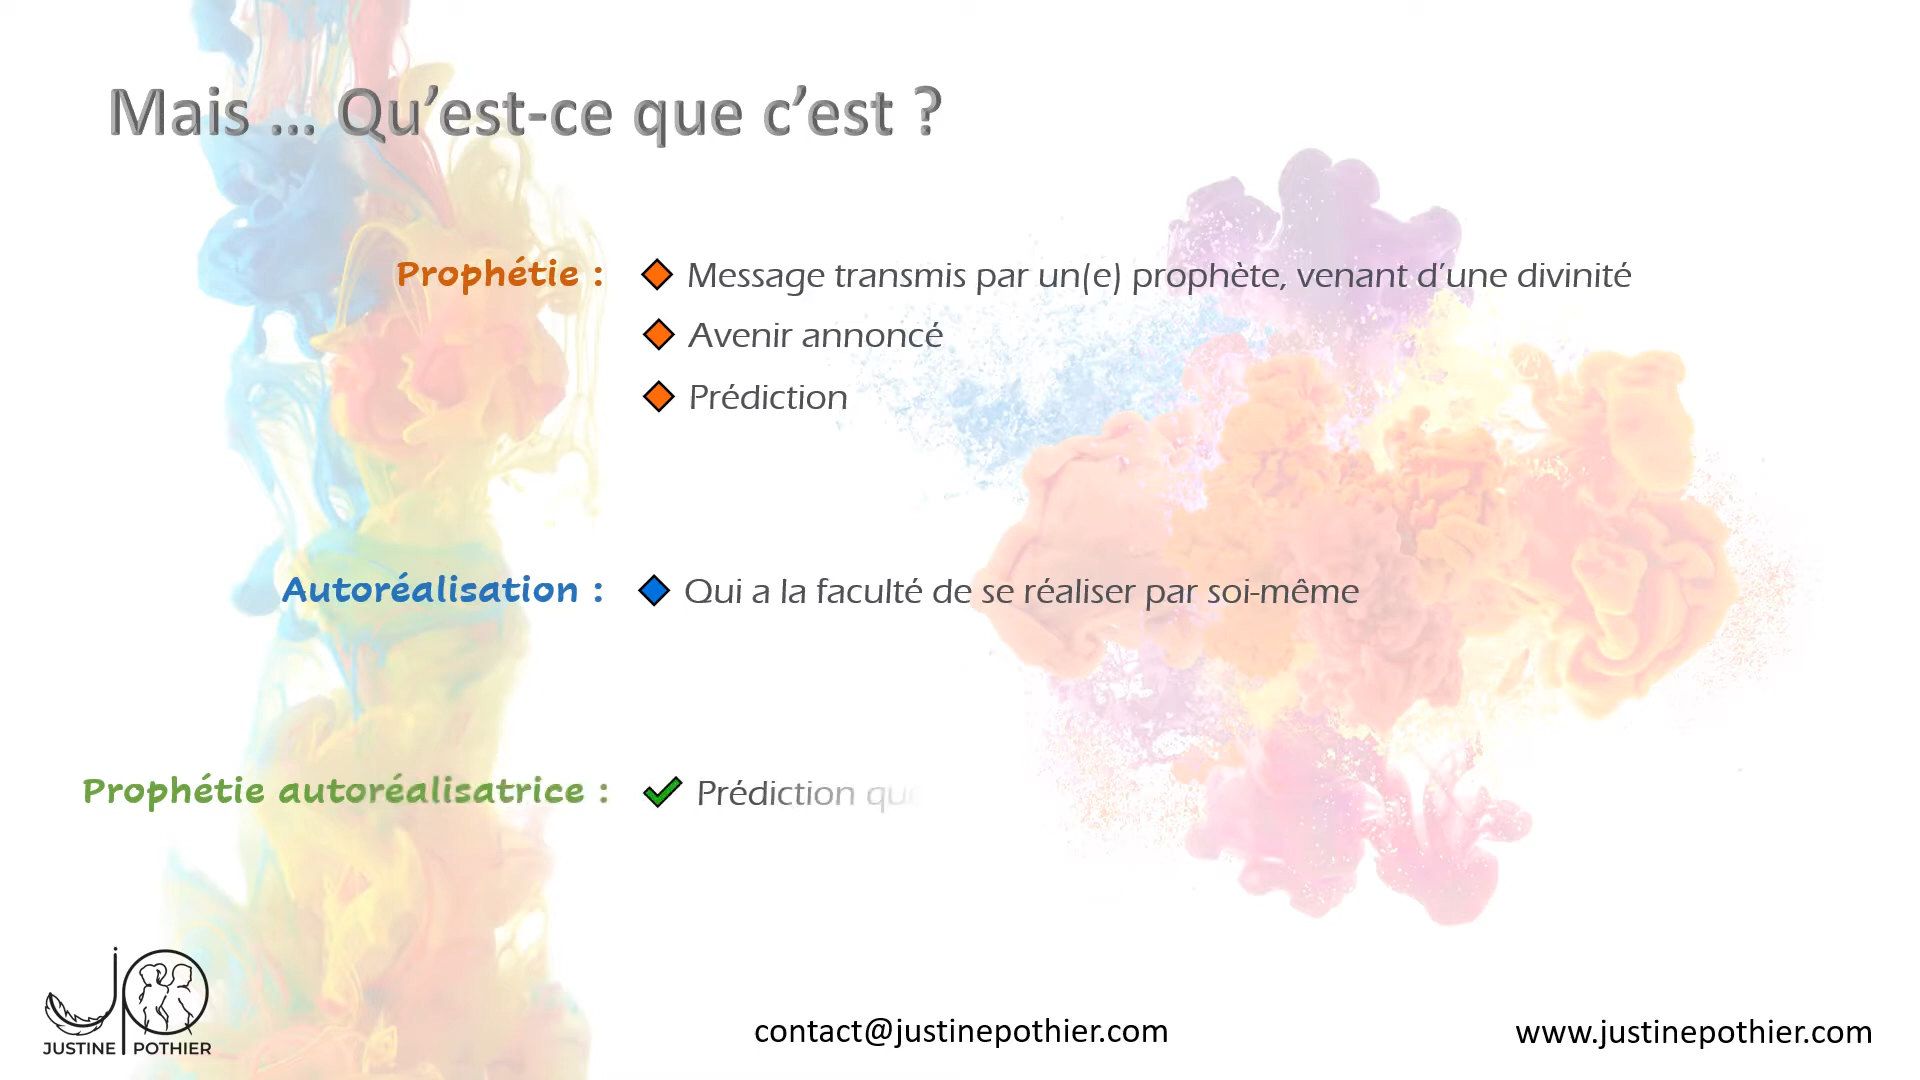 Mais ... Qu’est-ce que c’est ?
Prophétie : Message transmis par un(e) prophète, venant d’une divinité
Avenir annoncé
Prédiction
Autoréalisation : Qui a la faculté de se réaliser par soi-même
Prophétie autoréalisatrice : Prédiction
JUSTINE POTHIER
contact@justinepothier.com
www.justinepothier.com